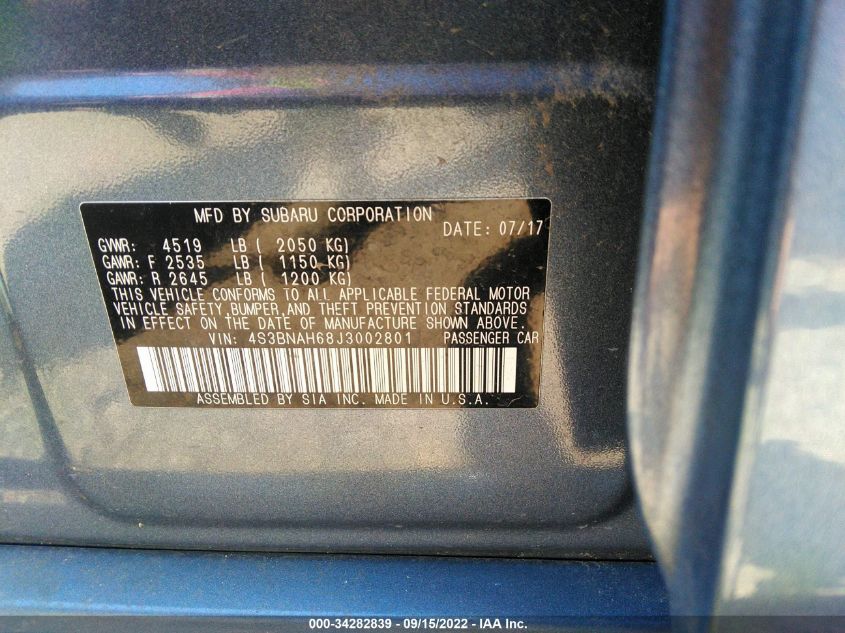 MFD BY SUBARU CORPORATION
DATE: 07/17
GVWR: 4519 LB ( 2050 KG)
GAWR: F 2535 LB ( 1150 KG)
GAWR: R 2645 LB ( 1200 KG)
THIS VEHICLE CONFORMS TO ALL APPLICABLE FEDERAL MOTOR
VEHICLE SAFETY, BUMPER, AND THEFT PREVENTION STANDARDS
IN EFFECT ON THE DATE OF MANUFACTURE SHOWN ABOVE.
VIN: 4S3BNAH68J3002801 PASSENGER CAR
ASSEMBLED BY SIA INC. MADE IN U.S.A.
000-34282839 - 09/15/2022 - IAA Inc.